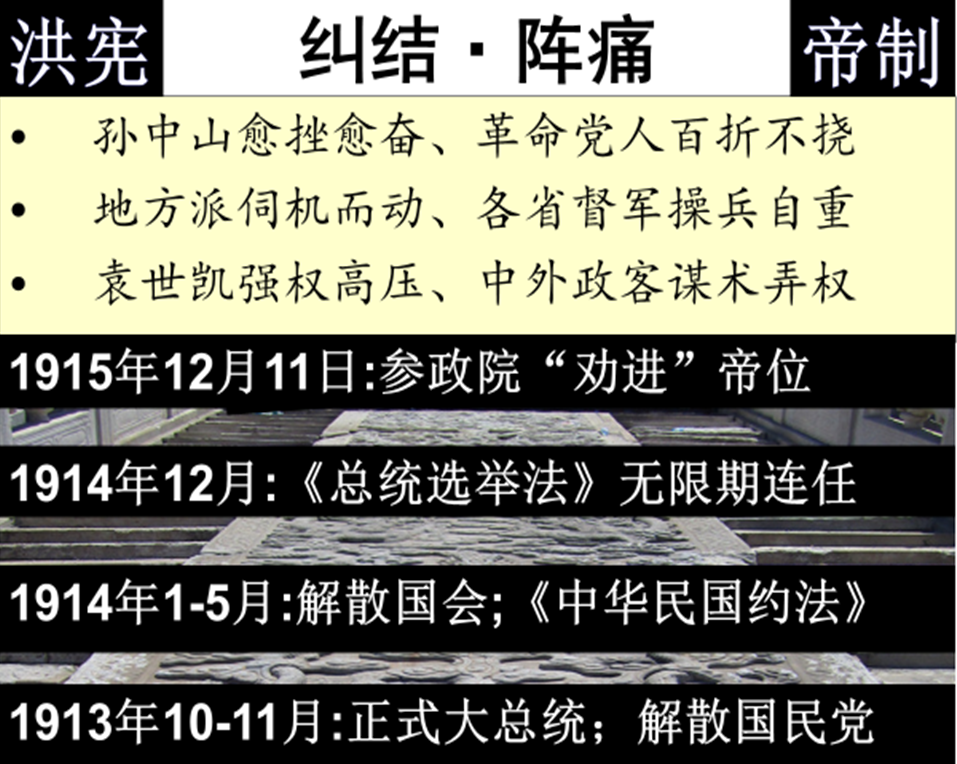 洪宪 纠结·阵痛 帝制
• 孙中山愈挫愈奋、革命党人百折不挠
• 地方派伺机而动、各省督军操兵自重
• 袁世凯强权高压、中外政客谋术弄权
1915年12月11日:参政院“劝进”帝位
1914年12月:《总统选举法》无限期连任
1914年1-5月:解散国会;《中华民国约法》
1913年10-11月:正式大总统；解散国民党